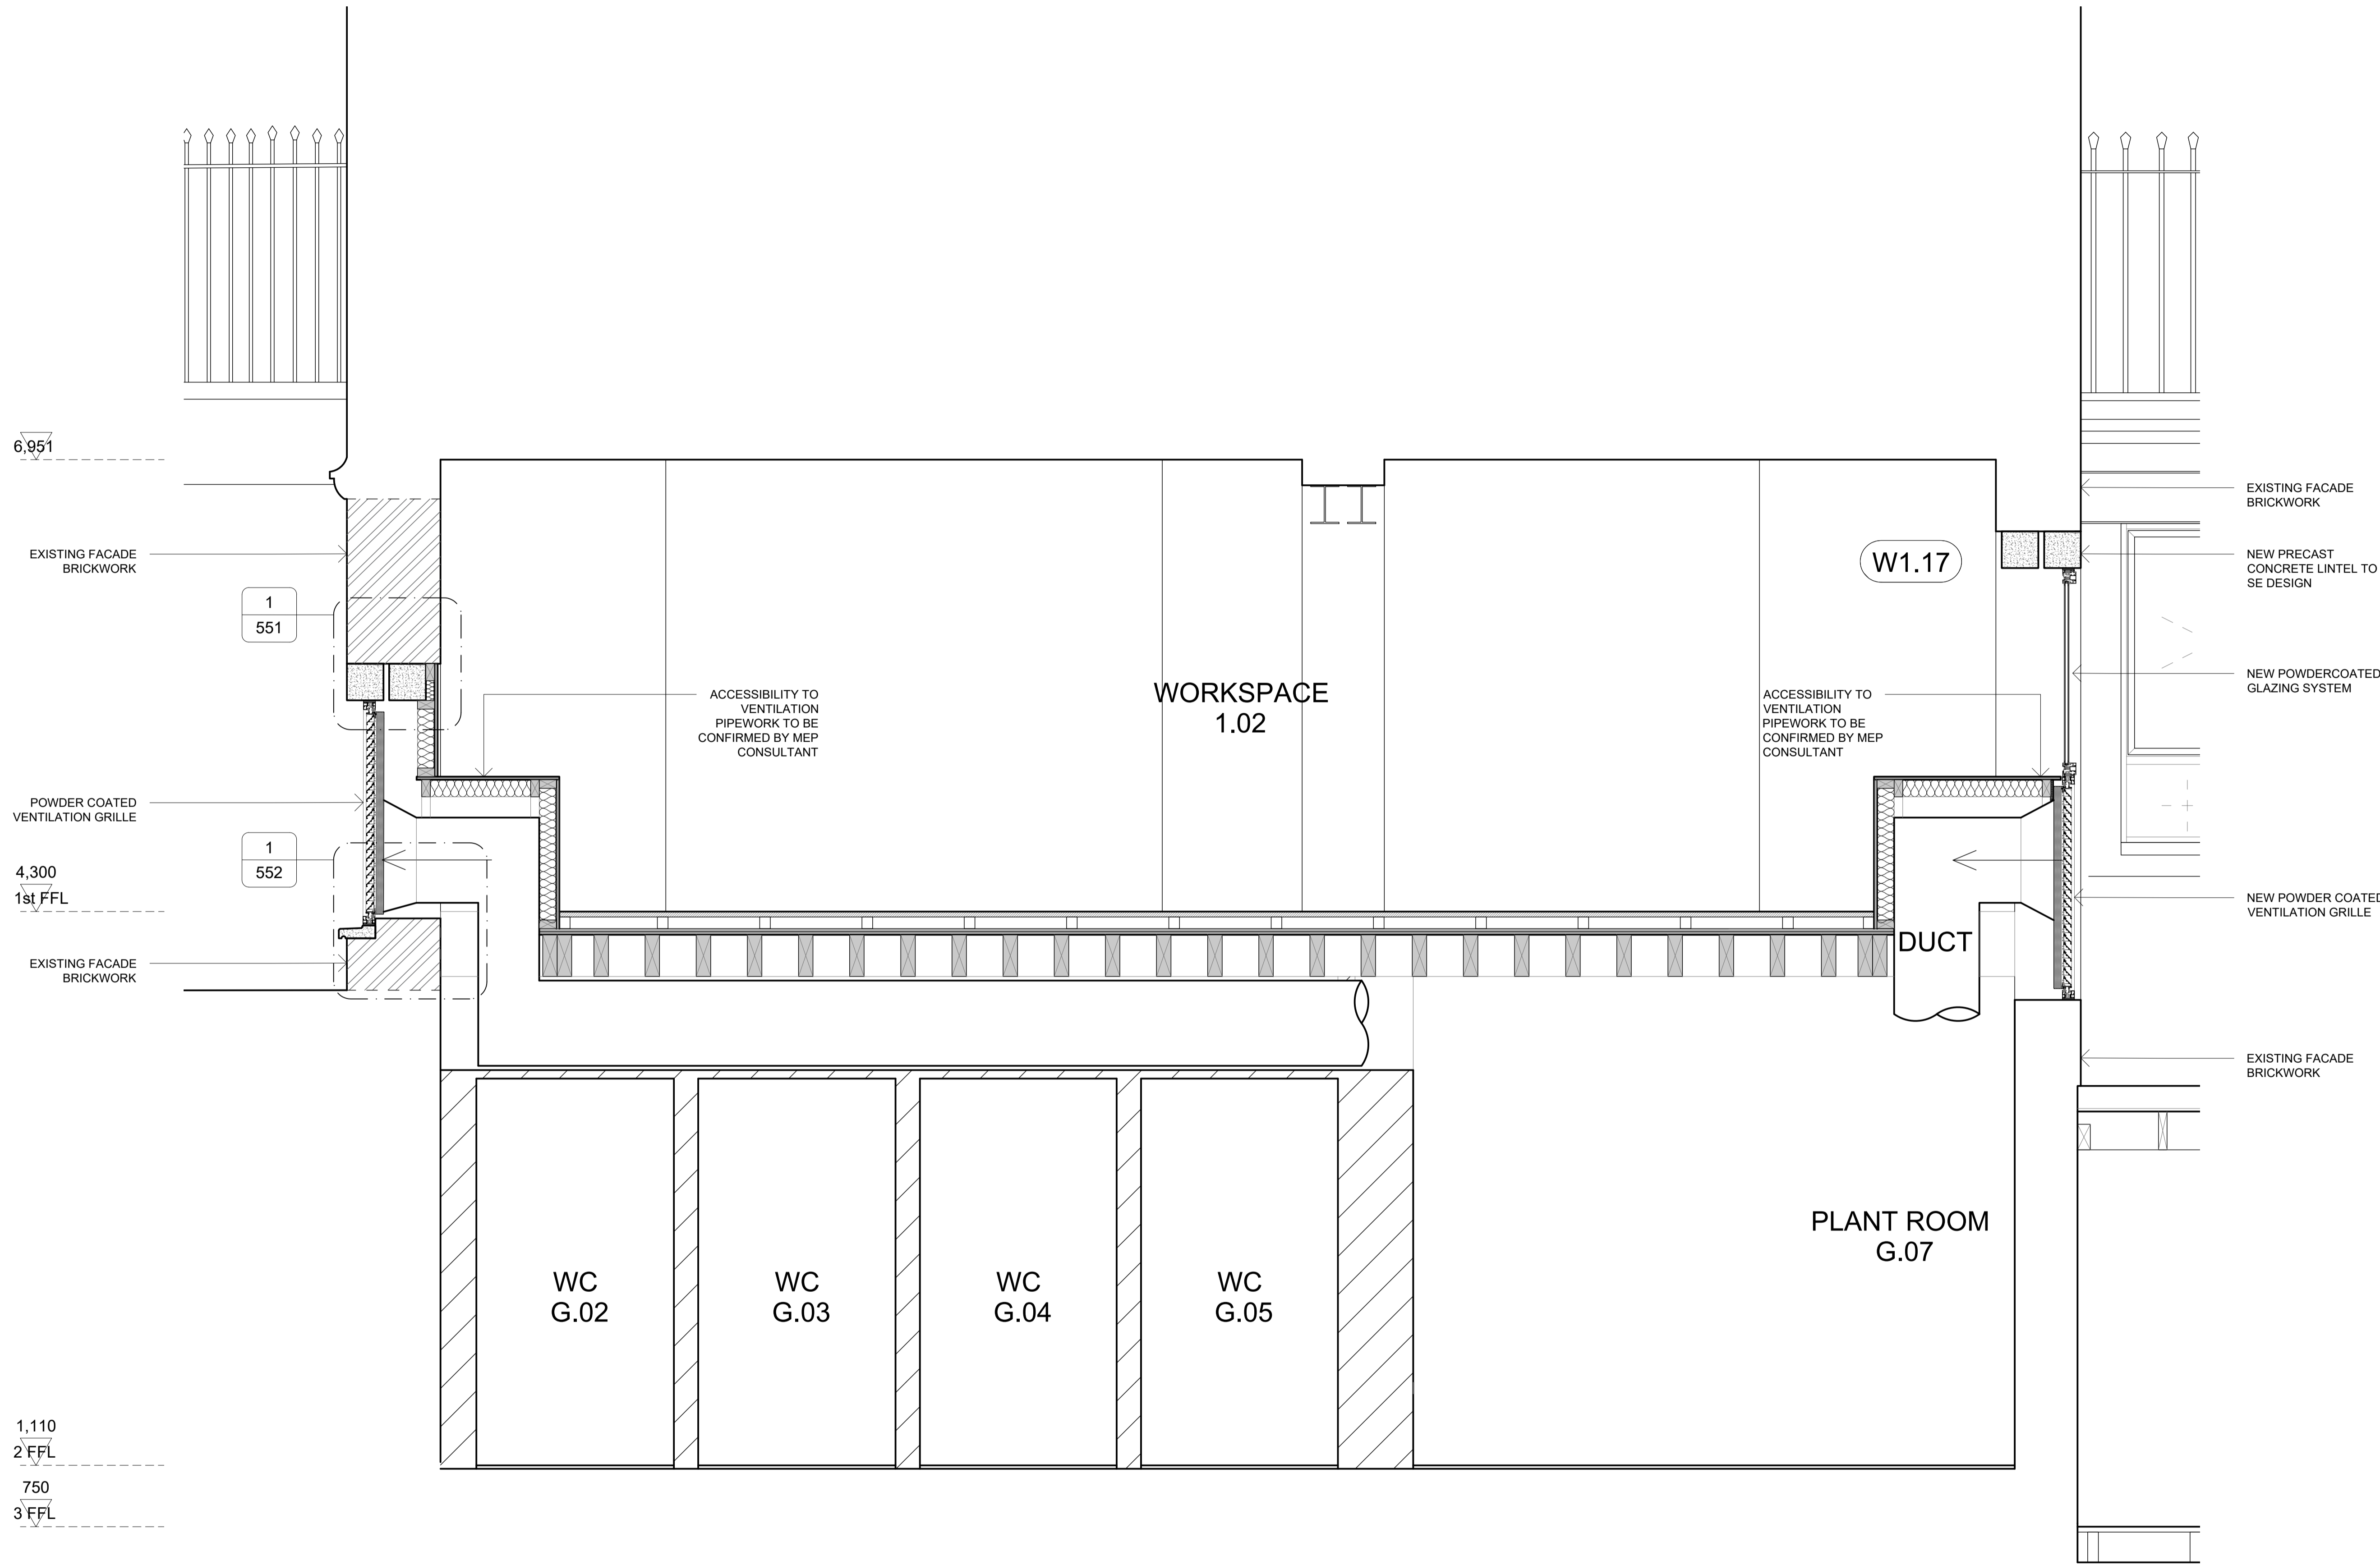 6,951
EXISTING FACADE
BRICKWORK
1
551
POWDER COATED
VENTILATION GRILLE
1
552
4,300
1st FFL
EXISTING FACADE
BRICKWORK
ACCESSIBILITY TO
VENTILATION
PIPEWORK TO BE
CONFIRMED BY MEP
CONSULTANT
WORKSPACE
1.02
W1.17
ACCESSIBILITY TO
VENTILATION
PIPEWORK TO BE
CONFIRMED BY MEP
CONSULTANT
DUCT
EXISTING FACADE
BRICKWORK
NEW PRECAST
CONCRETE LINTEL TO
SE DESIGN
NEW POWDERCOATED
GLAZING SYSTEM
NEW POWDER COATED
VENTILATION GRILLE
EXISTING FACADE
BRICKWORK
WC
G.02
WC
G.03
WC
G.04
WC
G.05
PLANT ROOM
G.07
1,110
2 FFL
750
3 FFL